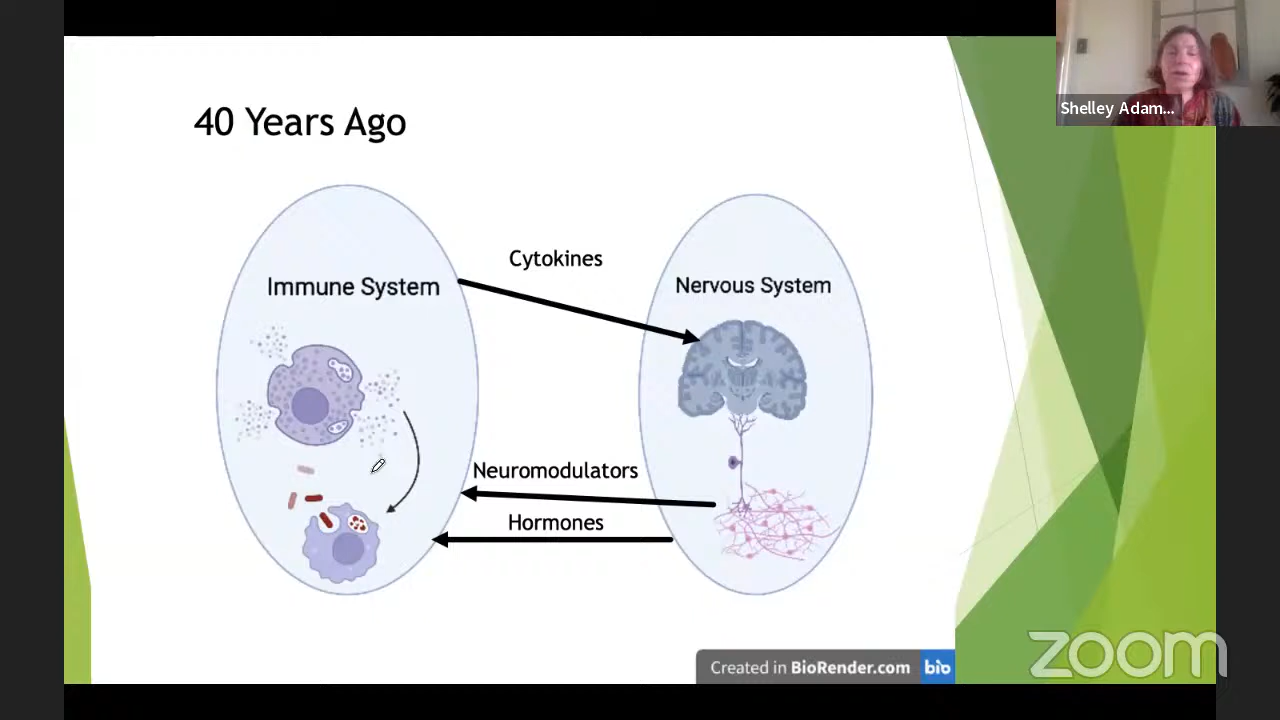 Shelley Adam...
40 Years Ago
Cytokines
Immune System
Nervous System
Neuromodulators
Hormones
Created in BioRender.com bio
zoom